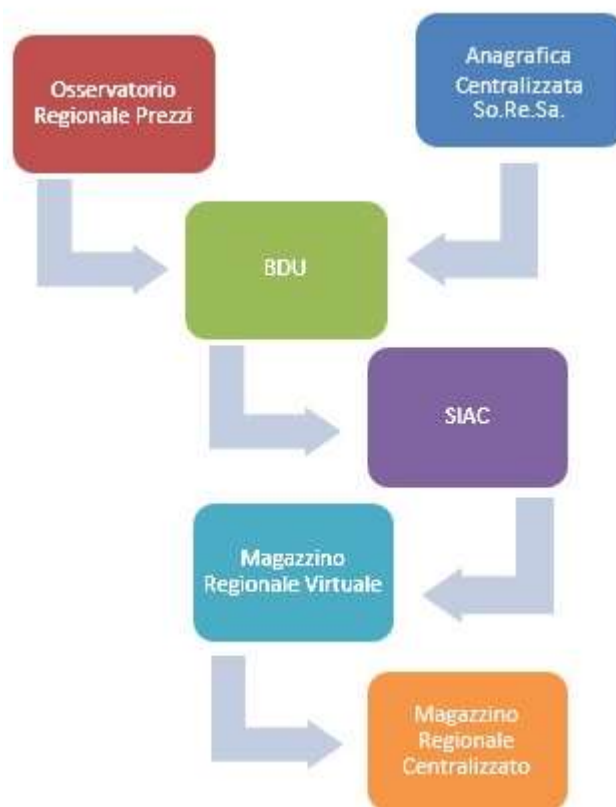 Osservatorio
Regionale Prezzi
Anagrafica
Centralizzata
So.Re.Sa.
BDU
SIAC
Magazzino
Regionale Virtuale
Magazzino
Regionale
Centralizzato